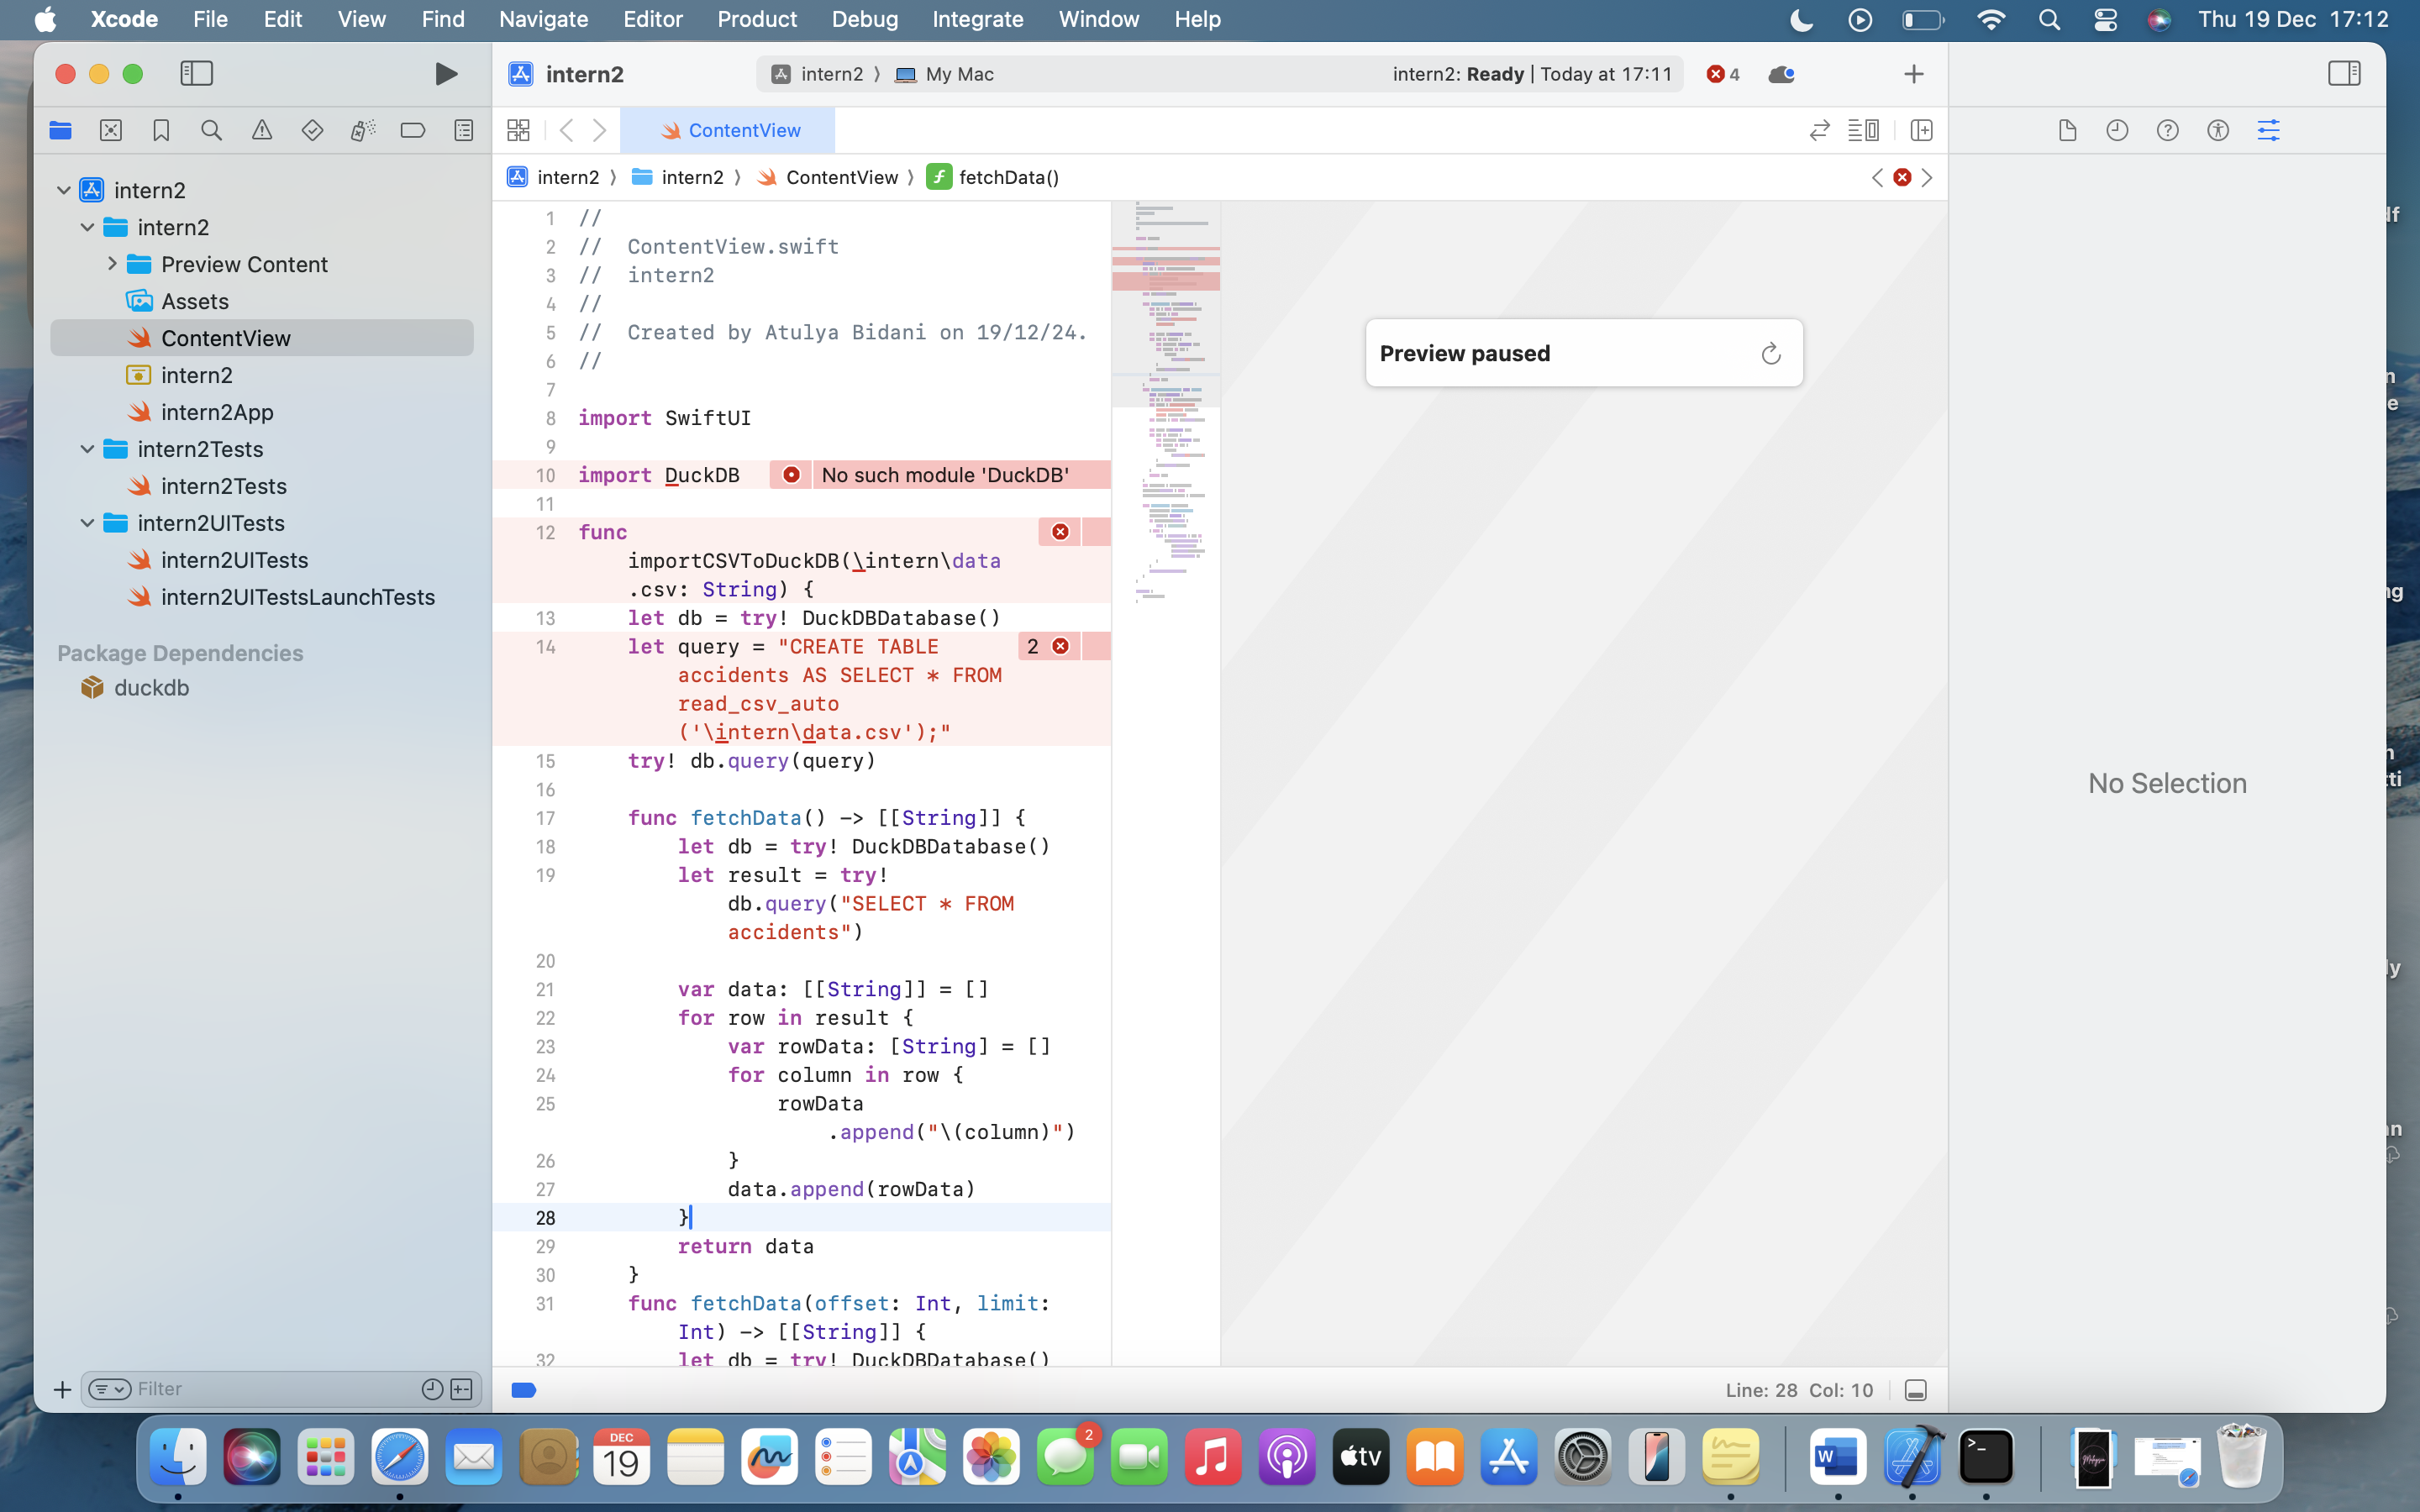 Xcode File Edit View Find Navigate Editor Product Debug Integrate Window Help Thu 19 Dec 17:12
intern2
intern2 〉 My Mac
intern2: Ready | Today at 17:11
4
ContentView
intern2 〉 intern2 〉 ContentView 〉 fetchData()
intern2
intern2
Preview Content
Assets
ContentView
intern2
intern2App
intern2Tests
intern2Tests
intern2UITests
intern2UITests
intern2UITestsLaunchTests
Package Dependencies
duckdb
Filter
1 //
2 //  ContentView.swift
3 //  intern2
4 //
5 //  Created by Atulya Bidani on 19/12/24.
6 //
7
8 import SwiftUI
9
10 import DuckDB No such module 'DuckDB'
11
12 func
importCSVToDuckDB(\intern\data
.csv: String) {
13 let db = try! DuckDBDatabase()
14 let query = "CREATE TABLE 2
accidents AS SELECT * FROM
read_csv_auto
('\intern\data.csv');"
15 try! db.query(query)
16
17 func fetchData() -> [[String]] {
18 let db = try! DuckDBDatabase()
19 let result = try!
db.query("SELECT * FROM
accidents")
20
21 var data: [[String]] = []
22 for row in result {
23 var rowData: [String] = []
24 for column in row {
25 rowData
.append("\(column)")
26 }
27 data.append(rowData)
28 }
29 return data
30 }
31 func fetchData(offset: Int, limit:
Int) -> [[String]] {
32 let db = try! DuckDBDatabase()
Preview paused
No Selection
Line: 28 Col: 10
DEC
19
2
tv
W
>_